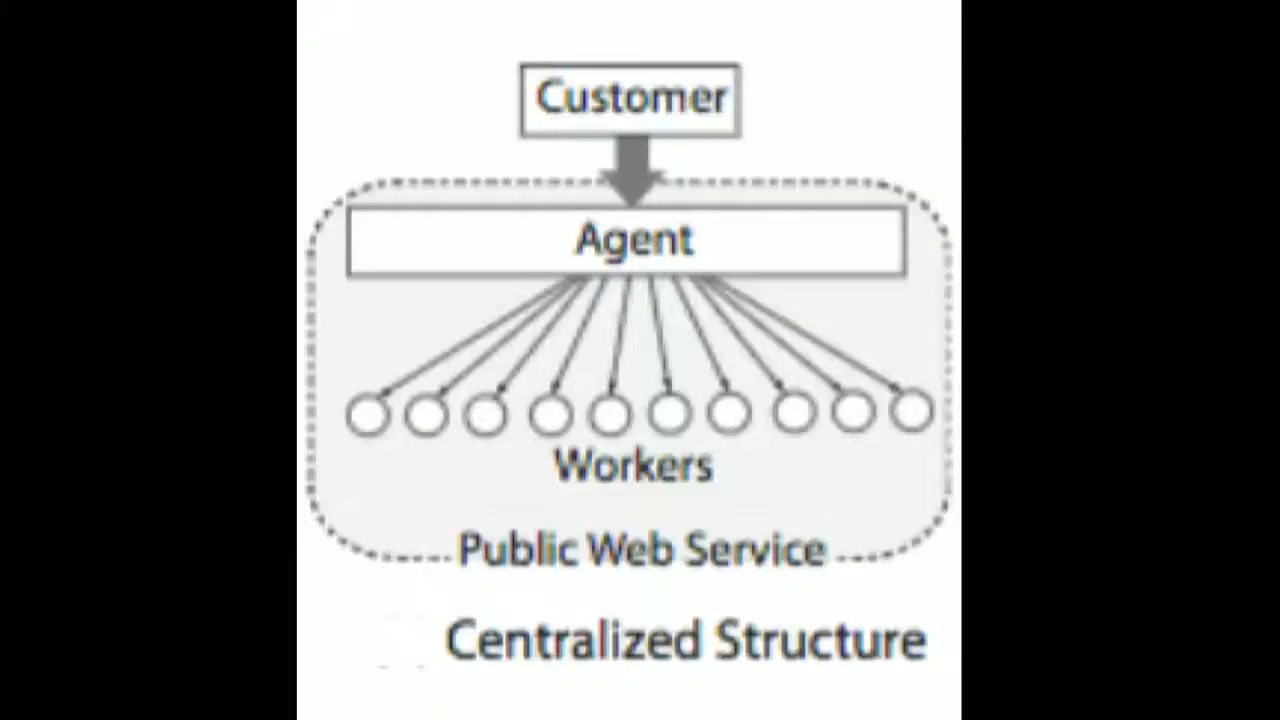 Customer
Agent
Workers
Public Web Service
Centralized Structure